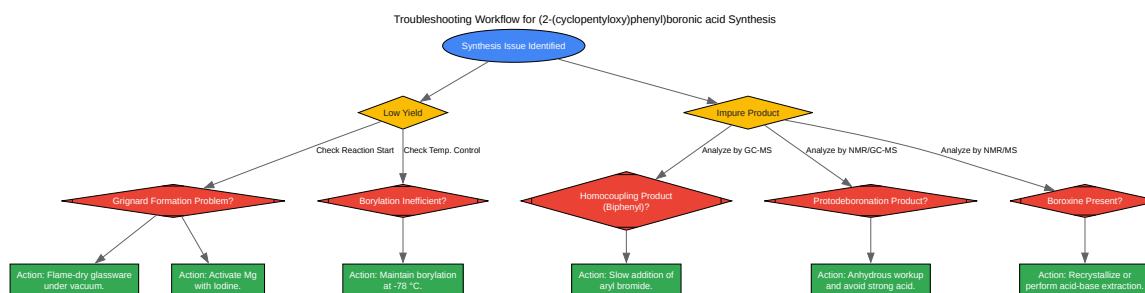 Troubleshooting Workflow for (2-(cyclopentyloxy)phenyl)boronic acid Synthesis
Synthesis Issue Identified
Low Yield
Impure Product
Check Reaction Start
Check Temp. Control
Analyze by GC-MS
Analyze by NMR/GC-MS
Analyze by NMR/MS
Grignard Formation Problem?
Borylation Inefficient?
Homocoupling Product
(Biphenyl)?
Protodeboronation Product?
Boroxine Present?
Action: Flame-dry glassware
under vacuum.
Action: Activate Mg
with Iodine.
Action: Maintain borylation
at -78 °C.
Action: Slow addition of
aryl bromide.
Action: Anhydrous workup
and avoid strong acid.
Action: Recrystallize or
perform acid-base extraction.